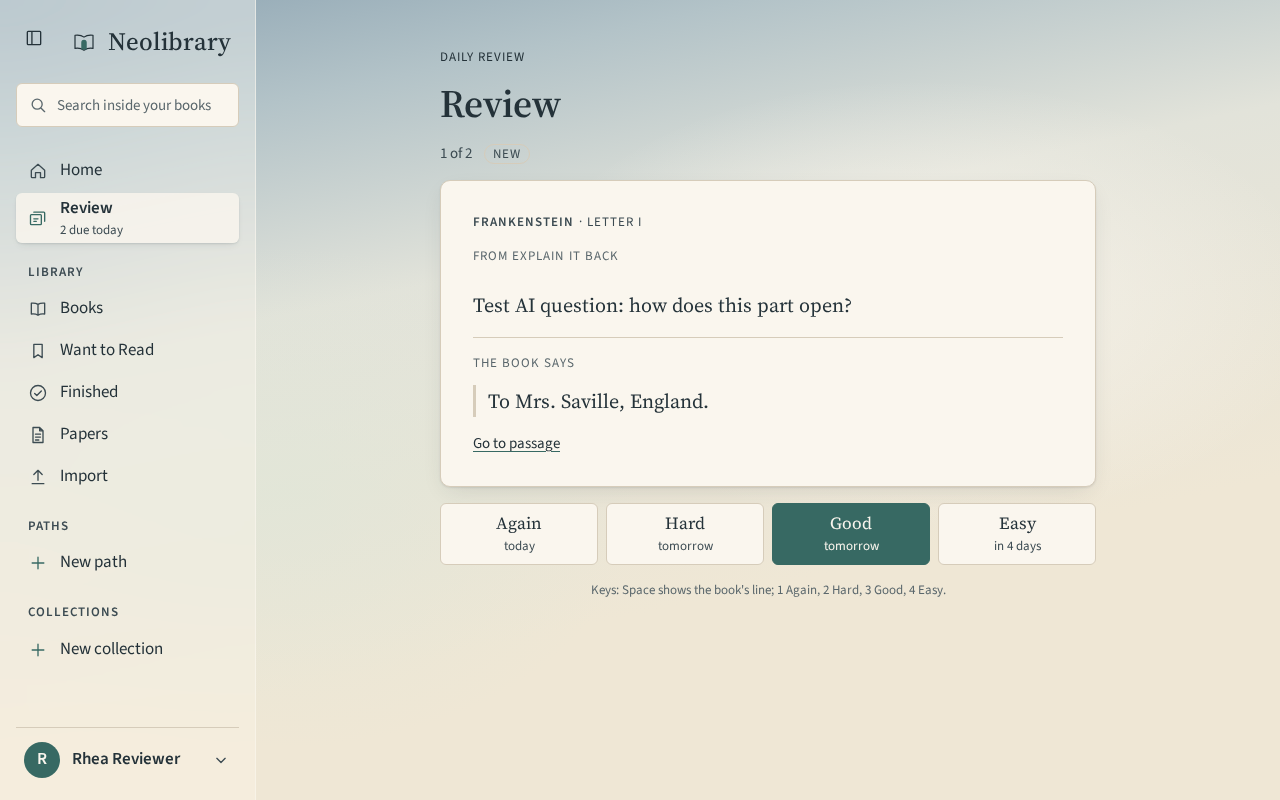 Neolibrary
Search inside your books
Home
Review
2 due today
LIBRARY
Books
Want to Read
Finished
Papers
Import
PATHS
New path
COLLECTIONS
New collection
R
Rhea Reviewer
DAILY REVIEW
Review
1 of 2 NEW
FRANKENSTEIN · LETTER I
FROM EXPLAIN IT BACK
Test AI question: how does this part open?
THE BOOK SAYS
To Mrs. Saville, England.
Go to passage
Again
today
Hard
tomorrow
Good
tomorrow
Easy
in 4 days
Keys: Space shows the book's line; 1 Again, 2 Hard, 3 Good, 4 Easy.